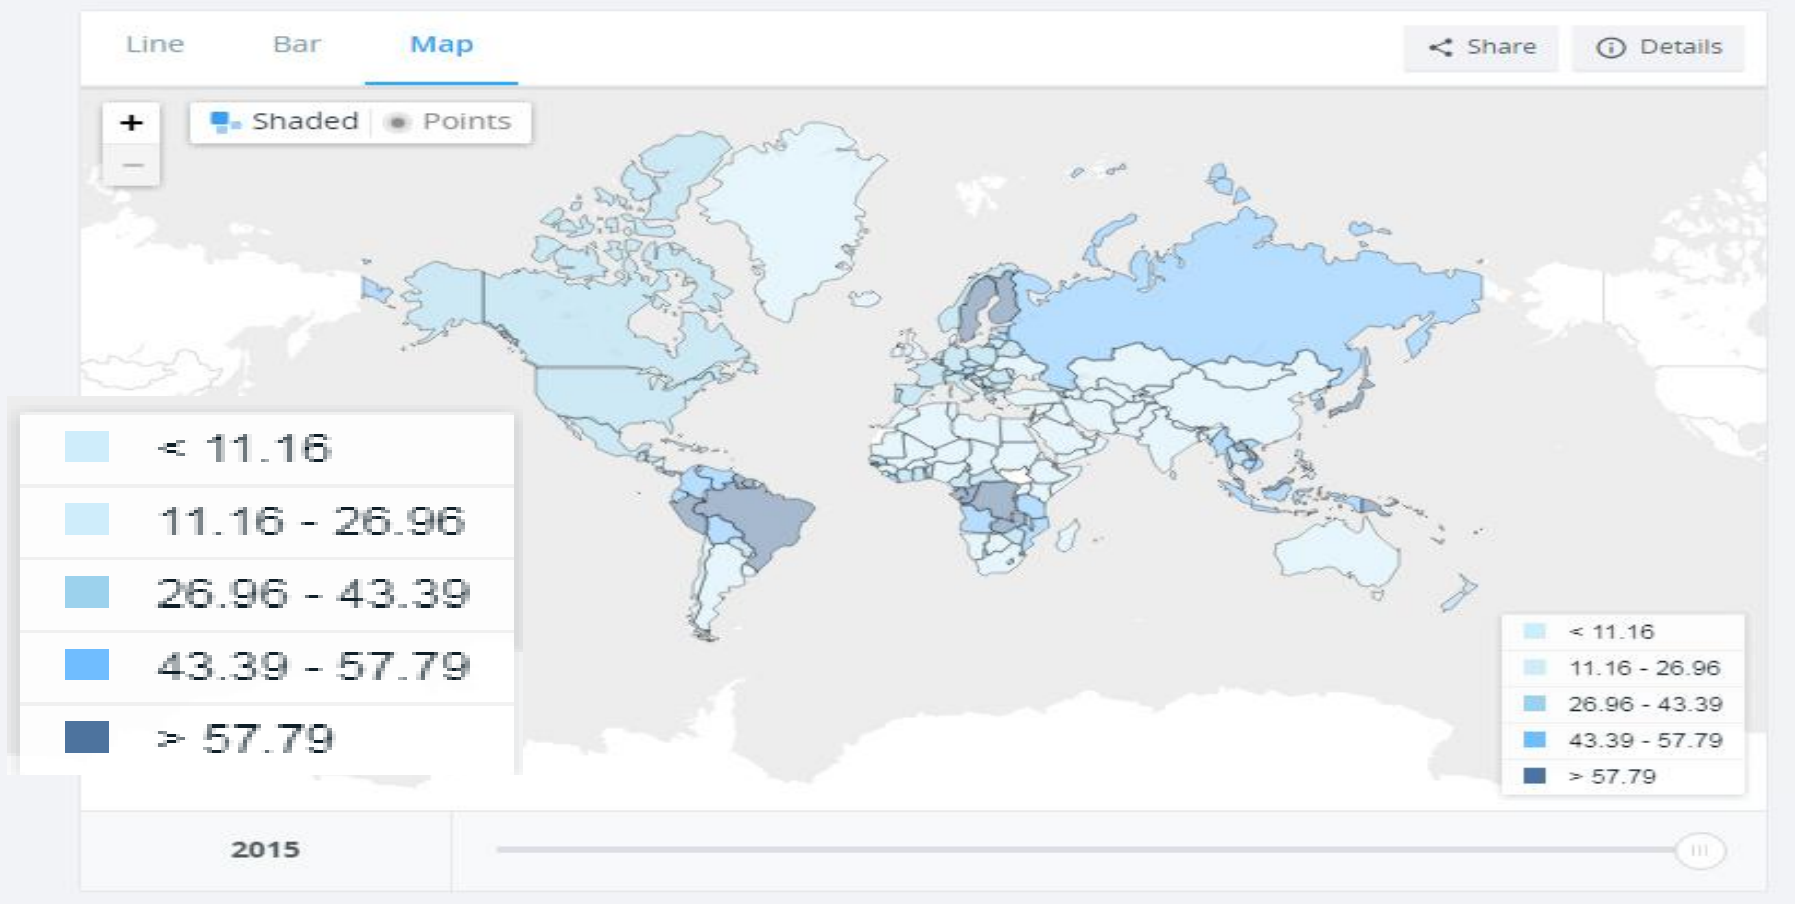 Line Bar Map Share Details
+ Shaded Points
−
< 11.16
11.16 - 26.96
26.96 - 43.39
43.39 - 57.79
> 57.79
< 11.16
11.16 - 26.96
26.96 - 43.39
43.39 - 57.79
> 57.79
2015